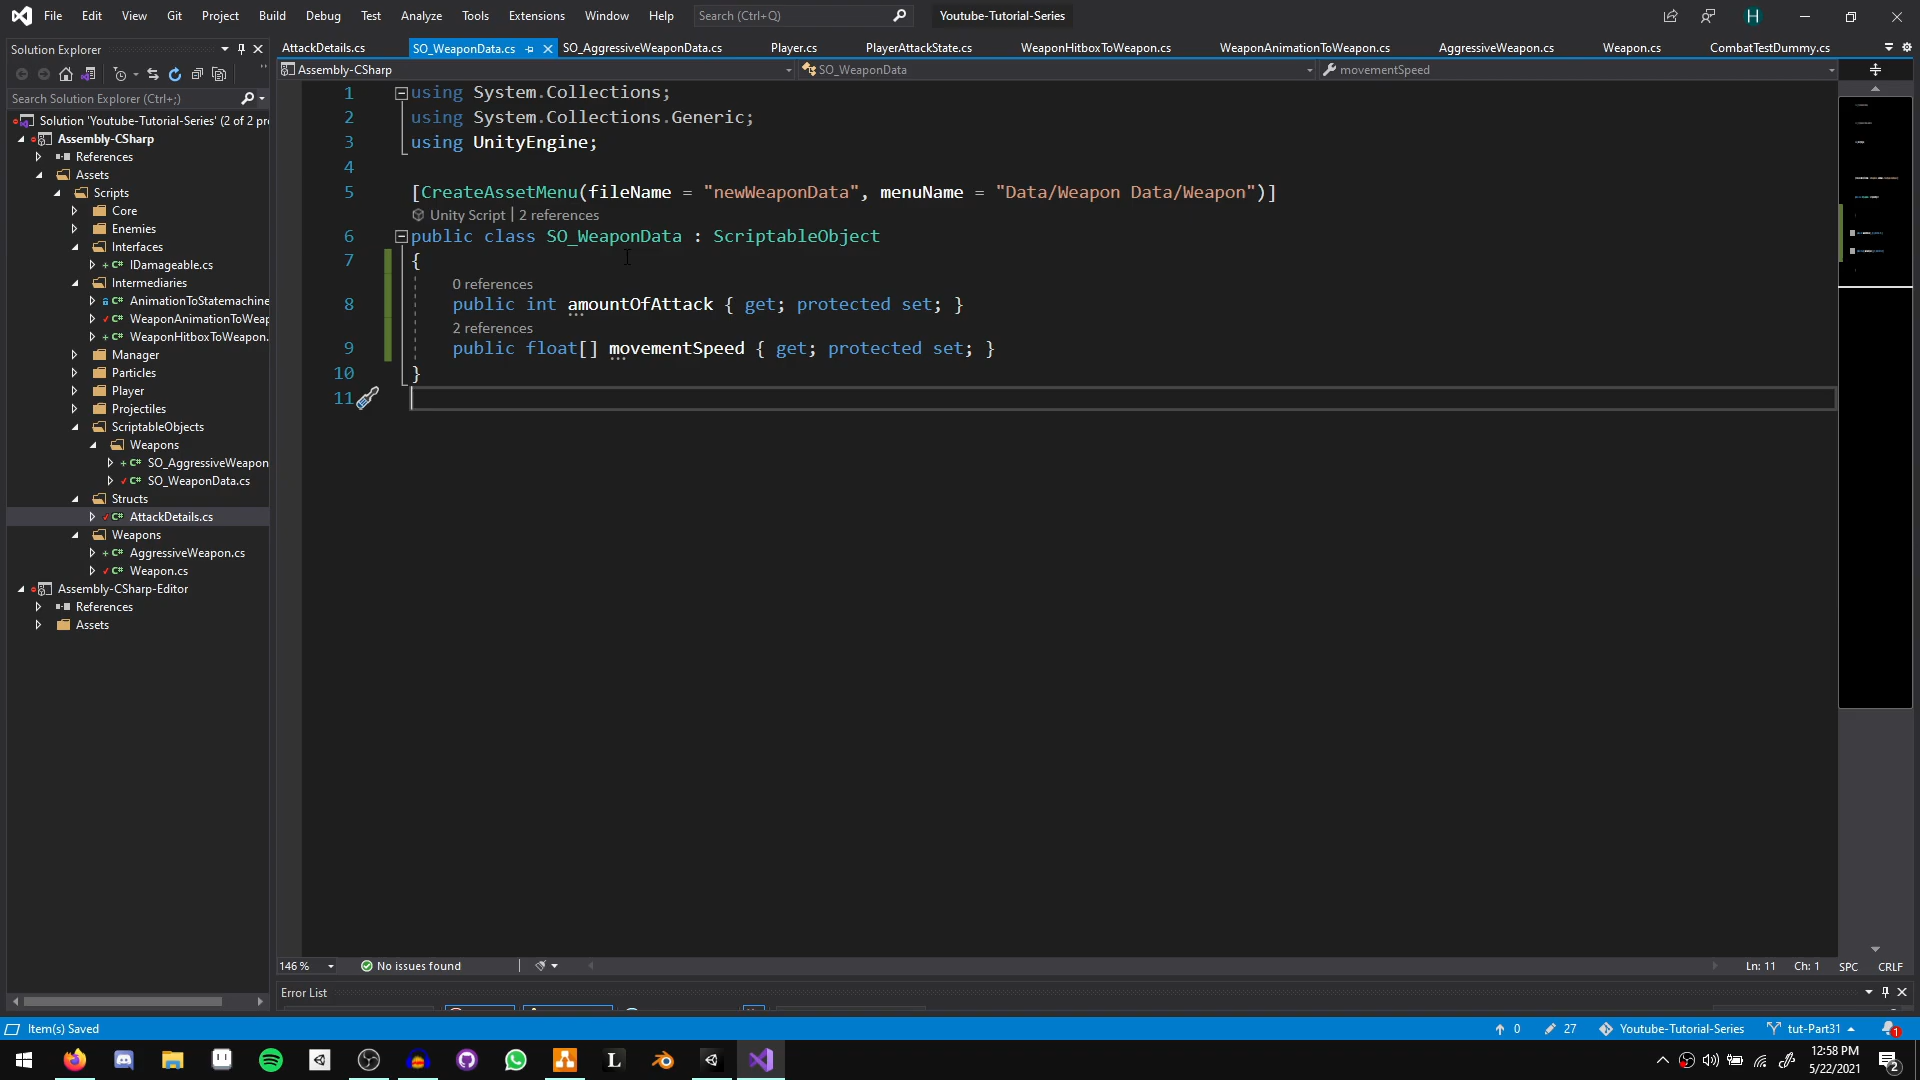 File Edit View Git Project Build Debug Test Analyze Tools Extensions Window Help Search (Ctrl+Q) Youtube-Tutorial-Series H
Solution Explorer
Search Solution Explorer (Ctrl+;)
Solution 'Youtube-Tutorial-Series' (2 of 2 pr
Assembly-CSharp
References
Assets
Scripts
Core
Enemies
Interfaces
IDamageable.cs
Intermediaries
AnimationToStatemachine
WeaponAnimationToWeap
WeaponHitboxToWeapon.
Manager
Particles
Player
Projectiles
ScriptableObjects
Weapons
SO_AggressiveWeapon
SO_WeaponData.cs
Structs
AttackDetails.cs
Weapons
AggressiveWeapon.cs
Weapon.cs
Assembly-CSharp-Editor
References
Assets
AttackDetails.cs SO_WeaponData.cs SO_AggressiveWeaponData.cs Player.cs PlayerAttackState.cs WeaponHitboxToWeapon.cs WeaponAnimationToWeapon.cs AggressiveWeapon.cs Weapon.cs CombatTestDummy.cs
Assembly-CSharp SO_WeaponData movementSpeed
1 using System.Collections;
2 using System.Collections.Generic;
3 using UnityEngine;
4
5 [CreateAssetMenu(fileName = "newWeaponData", menuName = "Data/Weapon Data/Weapon")]
Unity Script | 2 references
6 public class SO_WeaponData : ScriptableObject
7 {
0 references
8 public int amountOfAttack { get; protected set; }
2 references
9 public float[] movementSpeed { get; protected set; }
10 }
11
146 % No issues found Ln: 11 Ch: 1 SPC CRLF
Error List
Item(s) Saved 0 27 Youtube-Tutorial-Series tut-Part31 1
12:58 PM
5/22/2021
2